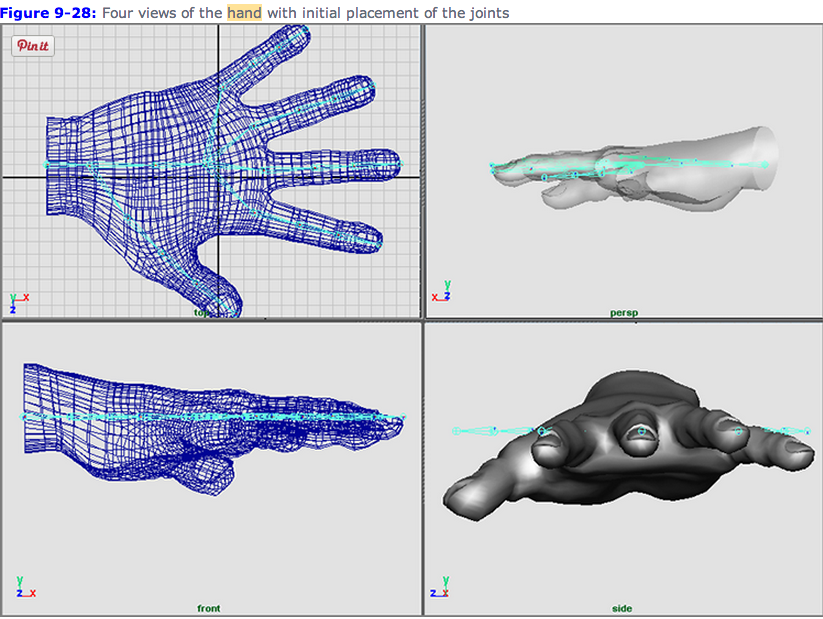 Figure 9-28: Four views of the hand with initial placement of the joints
Pin it
y x
z
top
y
x z
persp
y
z x
front
y
z x
side